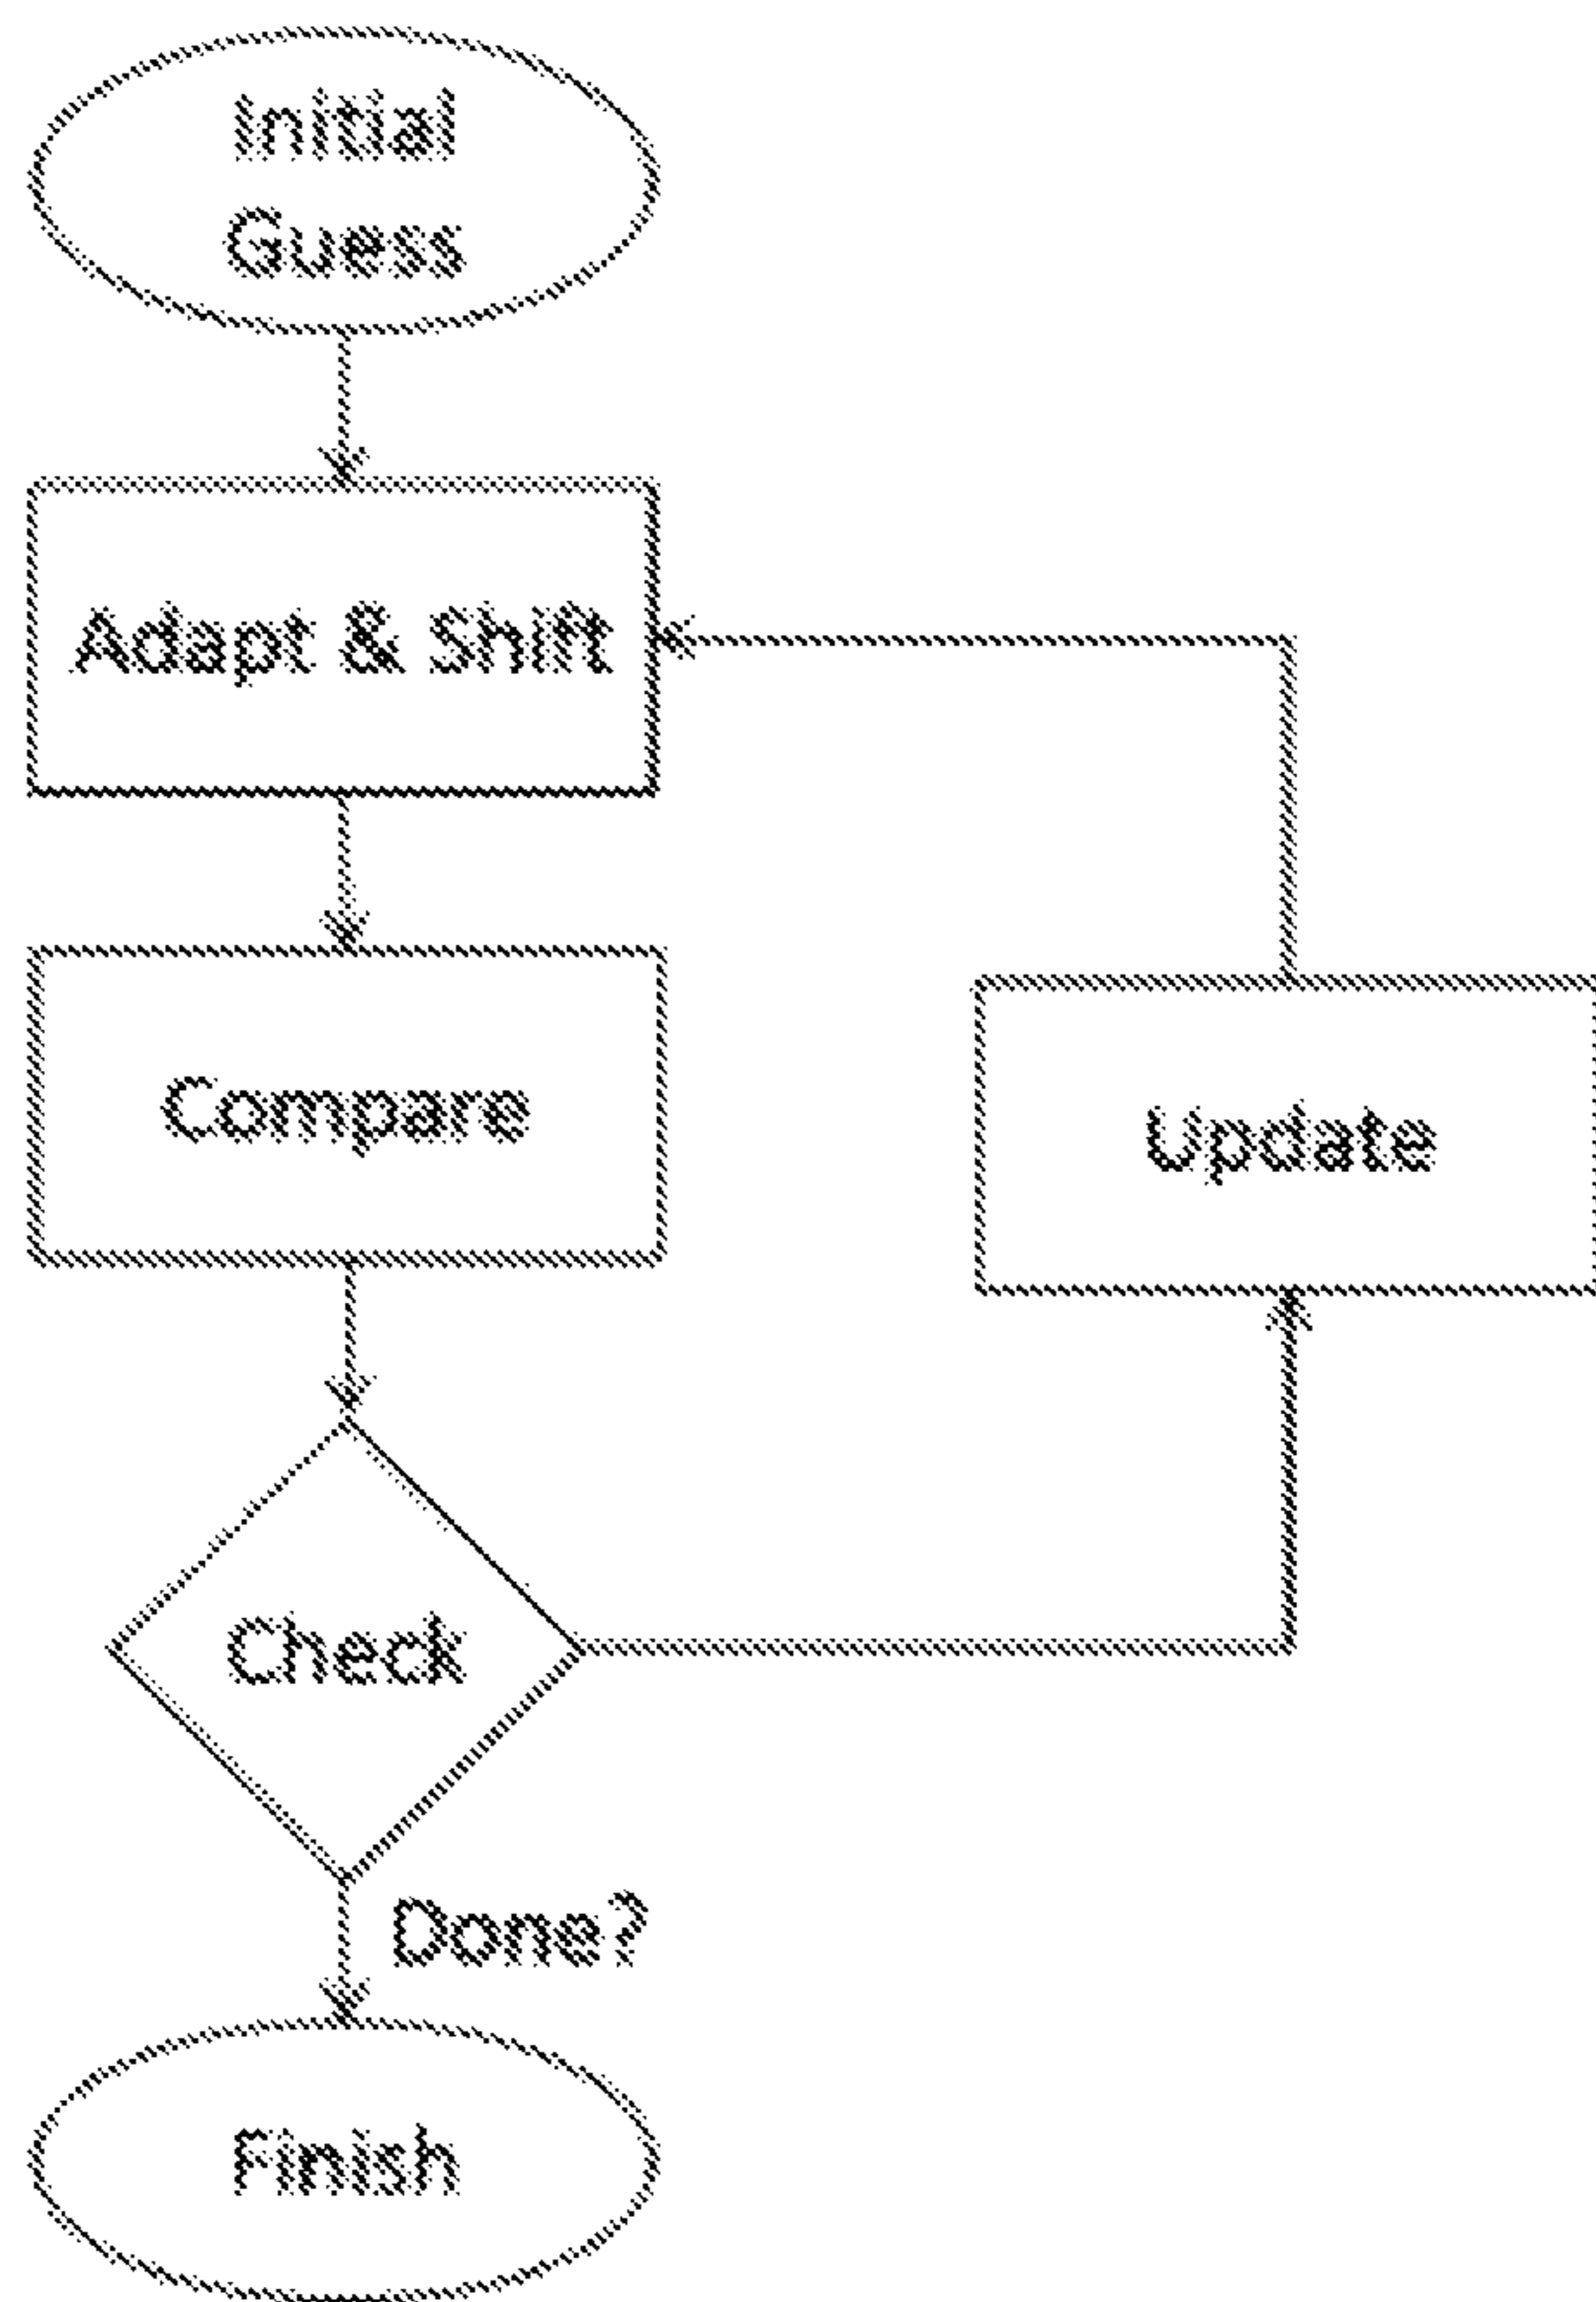 Initial
Guess
Adapt & Shift
Compare
Update
Check
Done?
Finish